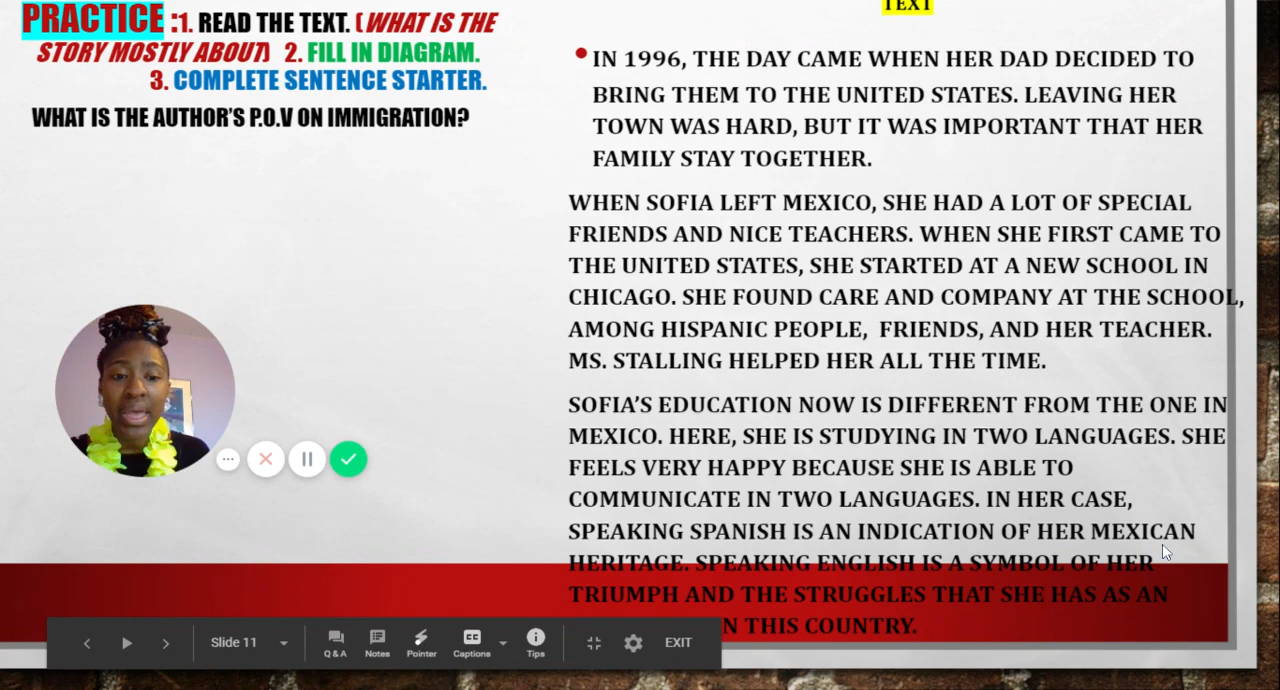 PRACTICE :1. READ THE TEXT. (WHAT IS THE
STORY MOSTLY ABOUT) 2. FILL IN DIAGRAM.
3. COMPLETE SENTENCE STARTER.
WHAT IS THE AUTHOR'S P.O.V ON IMMIGRATION?
TEXT
• IN 1996, THE DAY CAME WHEN HER DAD DECIDED TO
BRING THEM TO THE UNITED STATES. LEAVING HER
TOWN WAS HARD, BUT IT WAS IMPORTANT THAT HER
FAMILY STAY TOGETHER.
WHEN SOFIA LEFT MEXICO, SHE HAD A LOT OF SPECIAL
FRIENDS AND NICE TEACHERS. WHEN SHE FIRST CAME TO
THE UNITED STATES, SHE STARTED AT A NEW SCHOOL IN
CHICAGO. SHE FOUND CARE AND COMPANY AT THE SCHOOL,
AMONG HISPANIC PEOPLE, FRIENDS, AND HER TEACHER.
MS. STALLING HELPED HER ALL THE TIME.
SOFIA'S EDUCATION NOW IS DIFFERENT FROM THE ONE IN
MEXICO. HERE, SHE IS STUDYING IN TWO LANGUAGES. SHE
FEELS VERY HAPPY BECAUSE SHE IS ABLE TO
COMMUNICATE IN TWO LANGUAGES. IN HER CASE,
SPEAKING SPANISH IS AN INDICATION OF HER MEXICAN
HERITAGE. SPEAKING ENGLISH IS A SYMBOL OF HER
TRIUMPH AND THE STRUGGLES THAT SHE HAS AS AN
THIS COUNTRY.
Slide 11
Q & A
Notes
Pointer
CC
Captions
Tips
EXIT